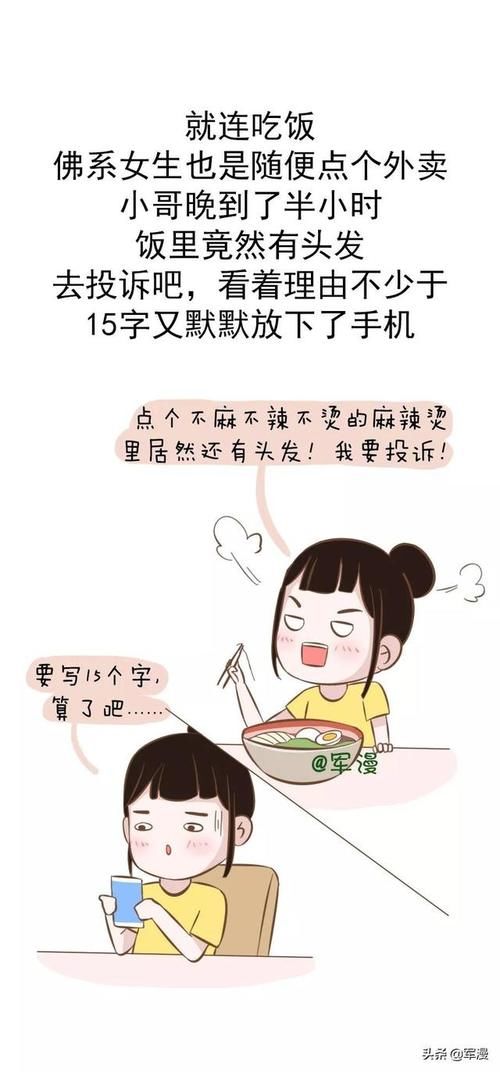 就连吃饭
佛系女生也是随便点个外卖
小哥晚到了半小时
饭里竟然有头发
去投诉吧，看着理由不少于
15字又默默放下了手机
点个不麻不辣不烫的麻辣烫
里居然还有头发！我要投诉！
@军漫
要写15个字，
算了吧......
头条 @军漫